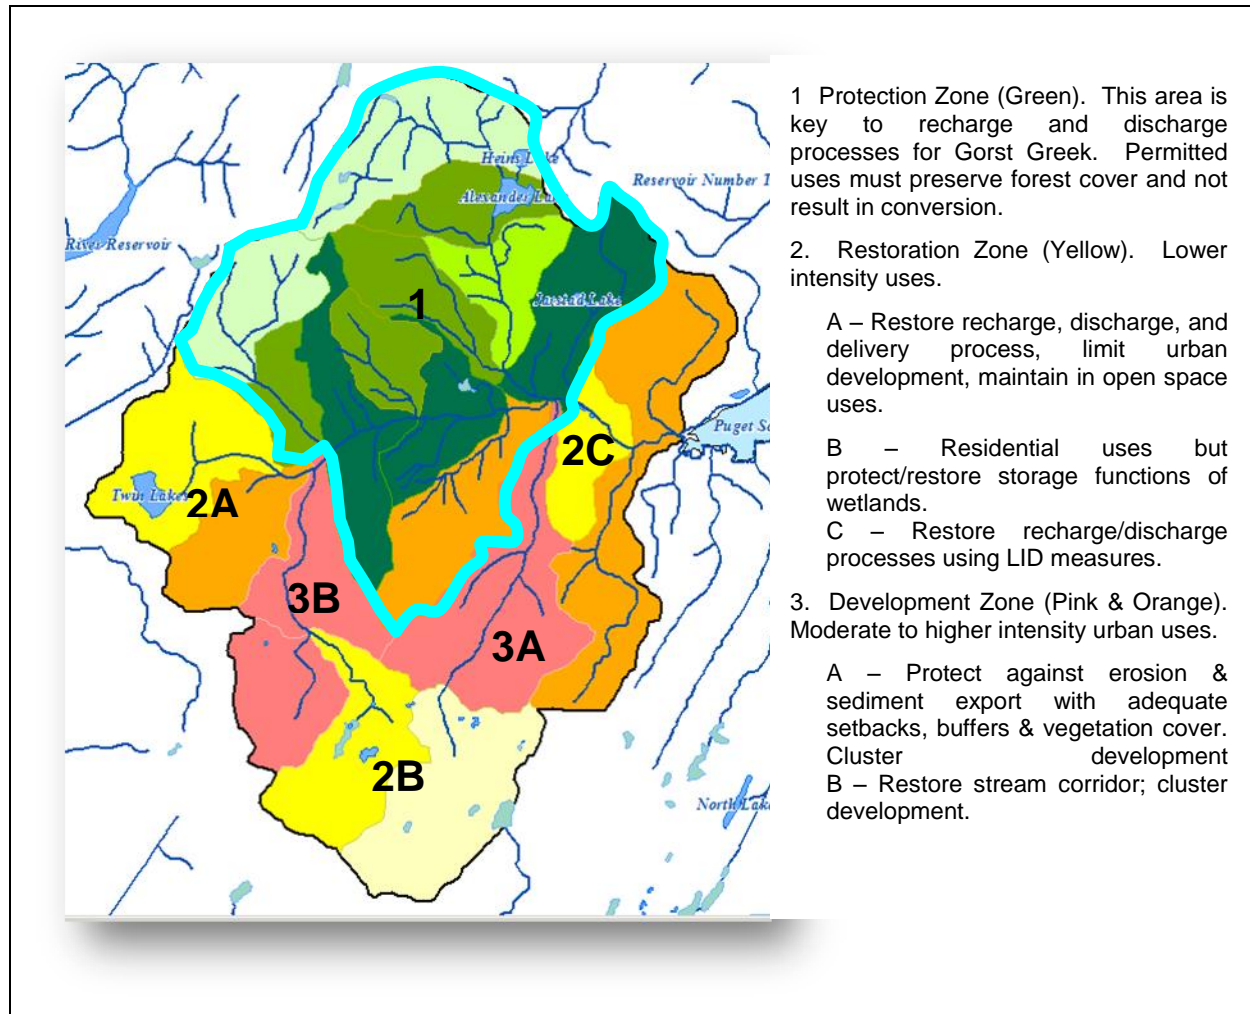 Heins Lake
Reservoir Number 1
Alexander La
River Reservoir
1
Jarstad Lake
Puget S
2C
Twin Lakes
2A
3B
3A
2B
North Lak
1 Protection Zone (Green). This area is
key to recharge and discharge
processes for Gorst Greek. Permitted
uses must preserve forest cover and not
result in conversion.
2. Restoration Zone (Yellow). Lower
intensity uses.
A – Restore recharge, discharge, and
delivery process, limit urban
development, maintain in open space
uses.
B – Residential uses but
protect/restore storage functions of
wetlands.
C – Restore recharge/discharge
processes using LID measures.
3. Development Zone (Pink & Orange).
Moderate to higher intensity urban uses.
A – Protect against erosion &
sediment export with adequate
setbacks, buffers & vegetation cover.
Cluster development
B – Restore stream corridor; cluster
development.